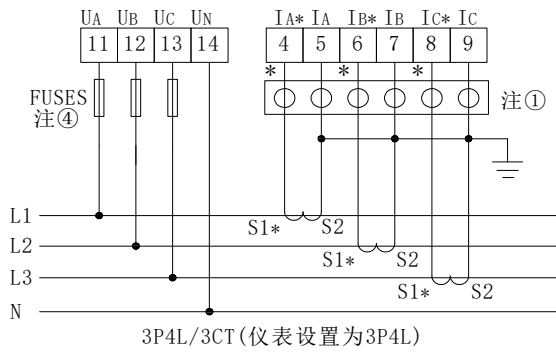 UA UB UC UN IA* IA IB* IB IC* IC
11 12 13 14 4 5 6 7 8 9
* * *
FUSES
注④
注①
L1
S1* S2
L2
S1* S2
L3
S1* S2
N
3P4L/3CT(仪表设置为3P4L)